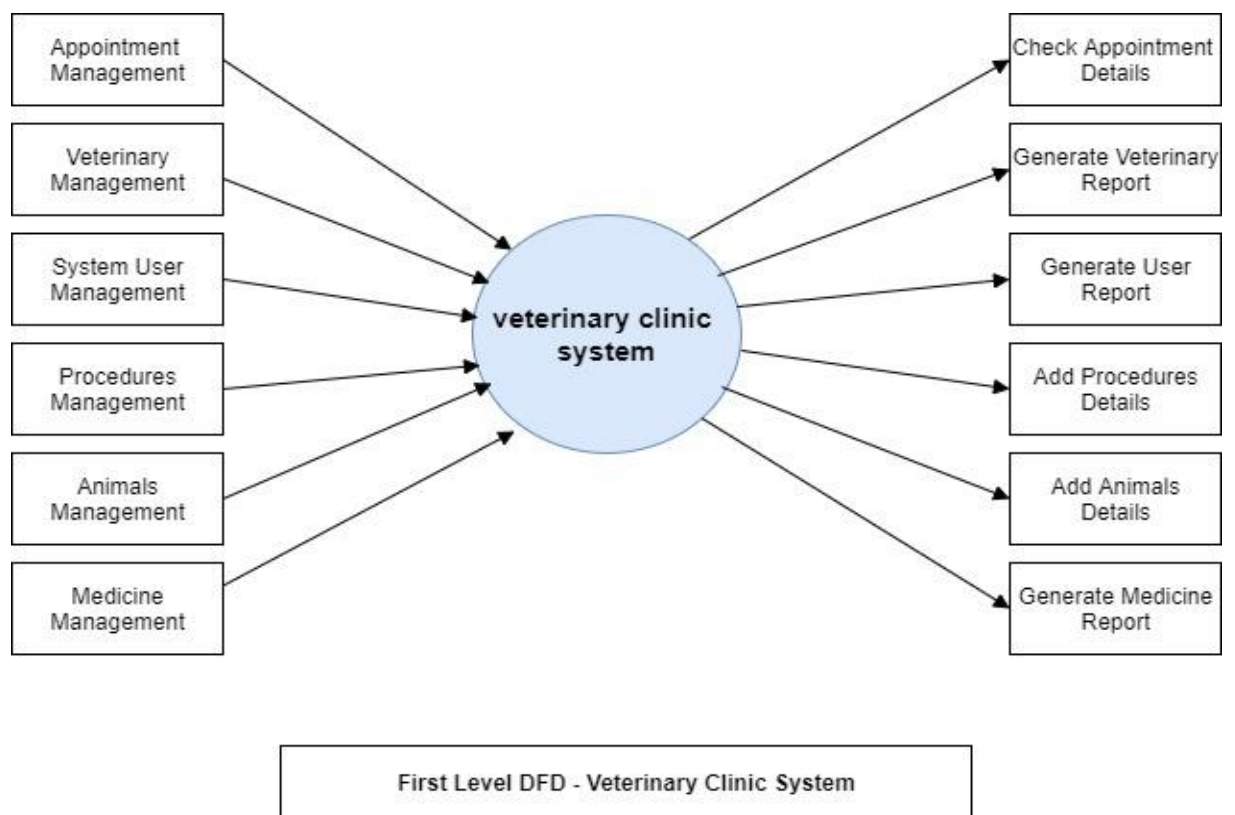 Appointment
Management
Veterinary
Management
System User
Management
Procedures
Management
Animals
Management
Medicine
Management
veterinary clinic
system
Check Appointment
Details
Generate Veterinary
Report
Generate User
Report
Add Procedures
Details
Add Animals
Details
Generate Medicine
Report
First Level DFD - Veterinary Clinic System